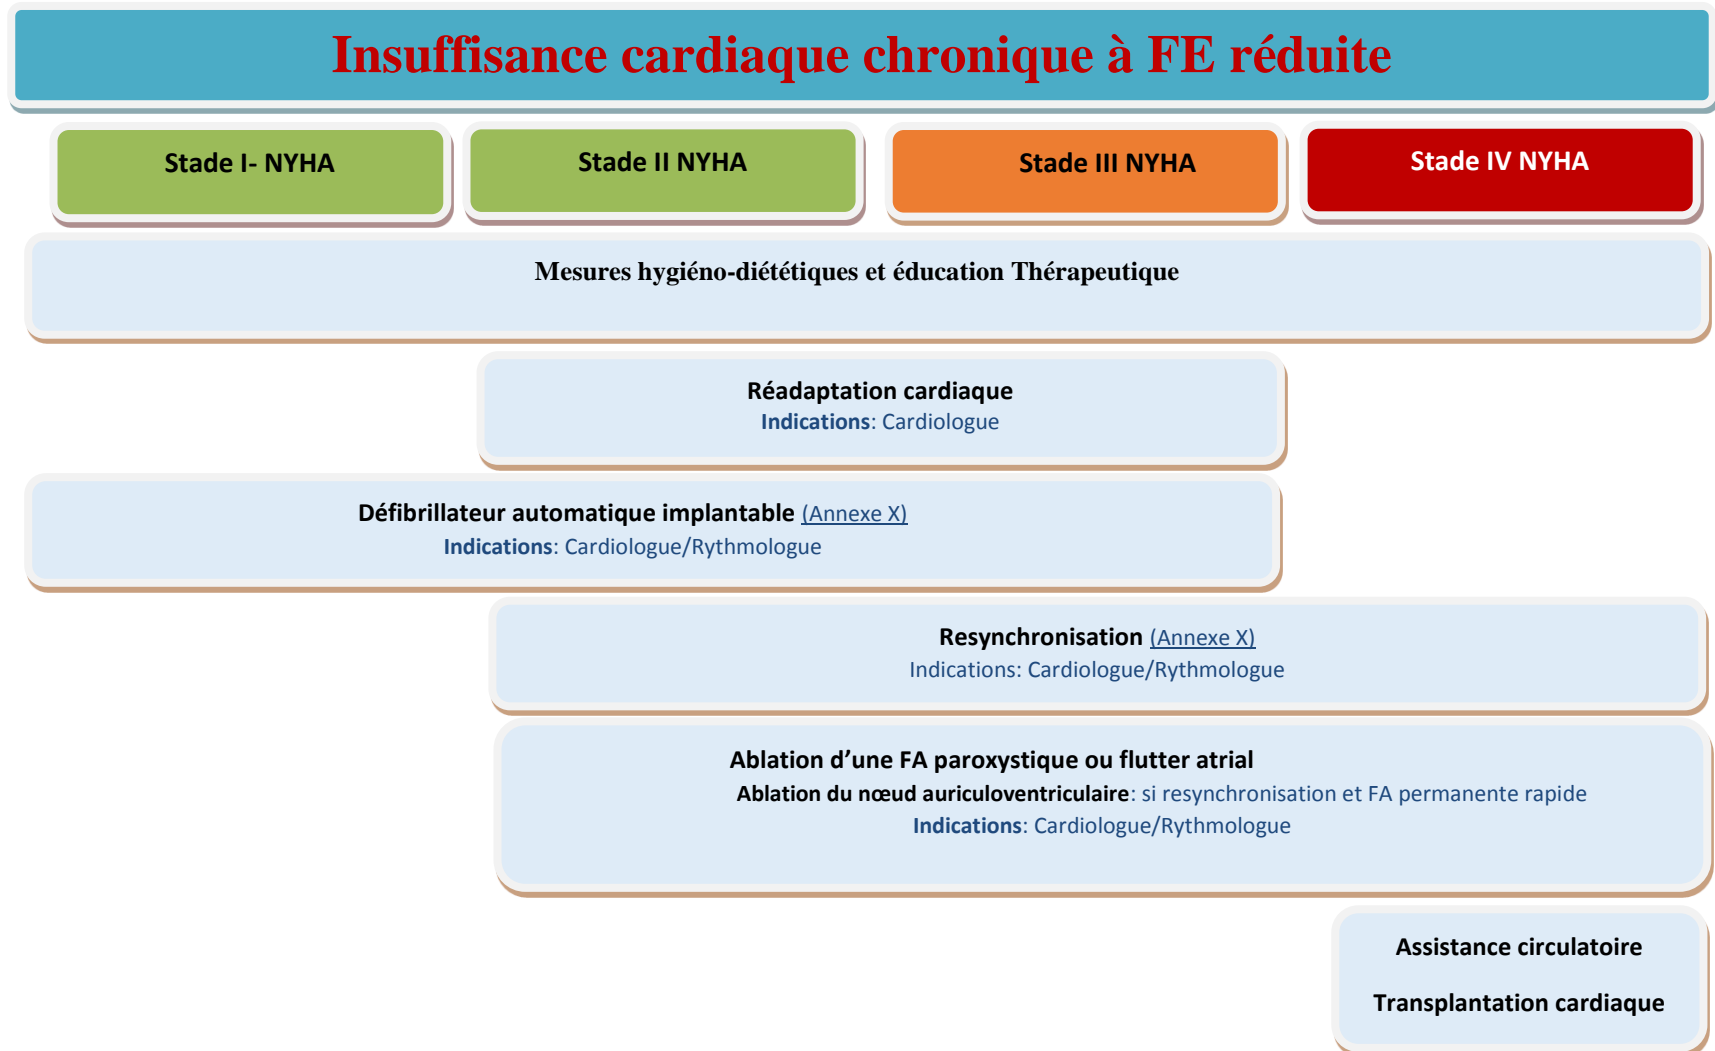 Insuffisance cardiaque chronique à FE réduite
Stade I- NYHA
Stade II NYHA
Stade III NYHA
Stade IV NYHA
Mesures hygiéno-diététiques et éducation Thérapeutique
Réadaptation cardiaque
Indications: Cardiologue
Défibrillateur automatique implantable (Annexe X)
Indications: Cardiologue/Rythmologue
Resynchronisation (Annexe X)
Indications: Cardiologue/Rythmologue
Ablation d’une FA paroxystique ou flutter atrial
Ablation du nœud auriculoventriculaire: si resynchronisation et FA permanente rapide
Indications: Cardiologue/Rythmologue
Assistance circulatoire
Transplantation cardiaque